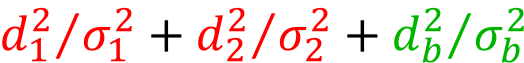 𝑑₁²/𝜎₁² + 𝑑₂²/𝜎₂² + 𝑑_b²/𝜎_b²